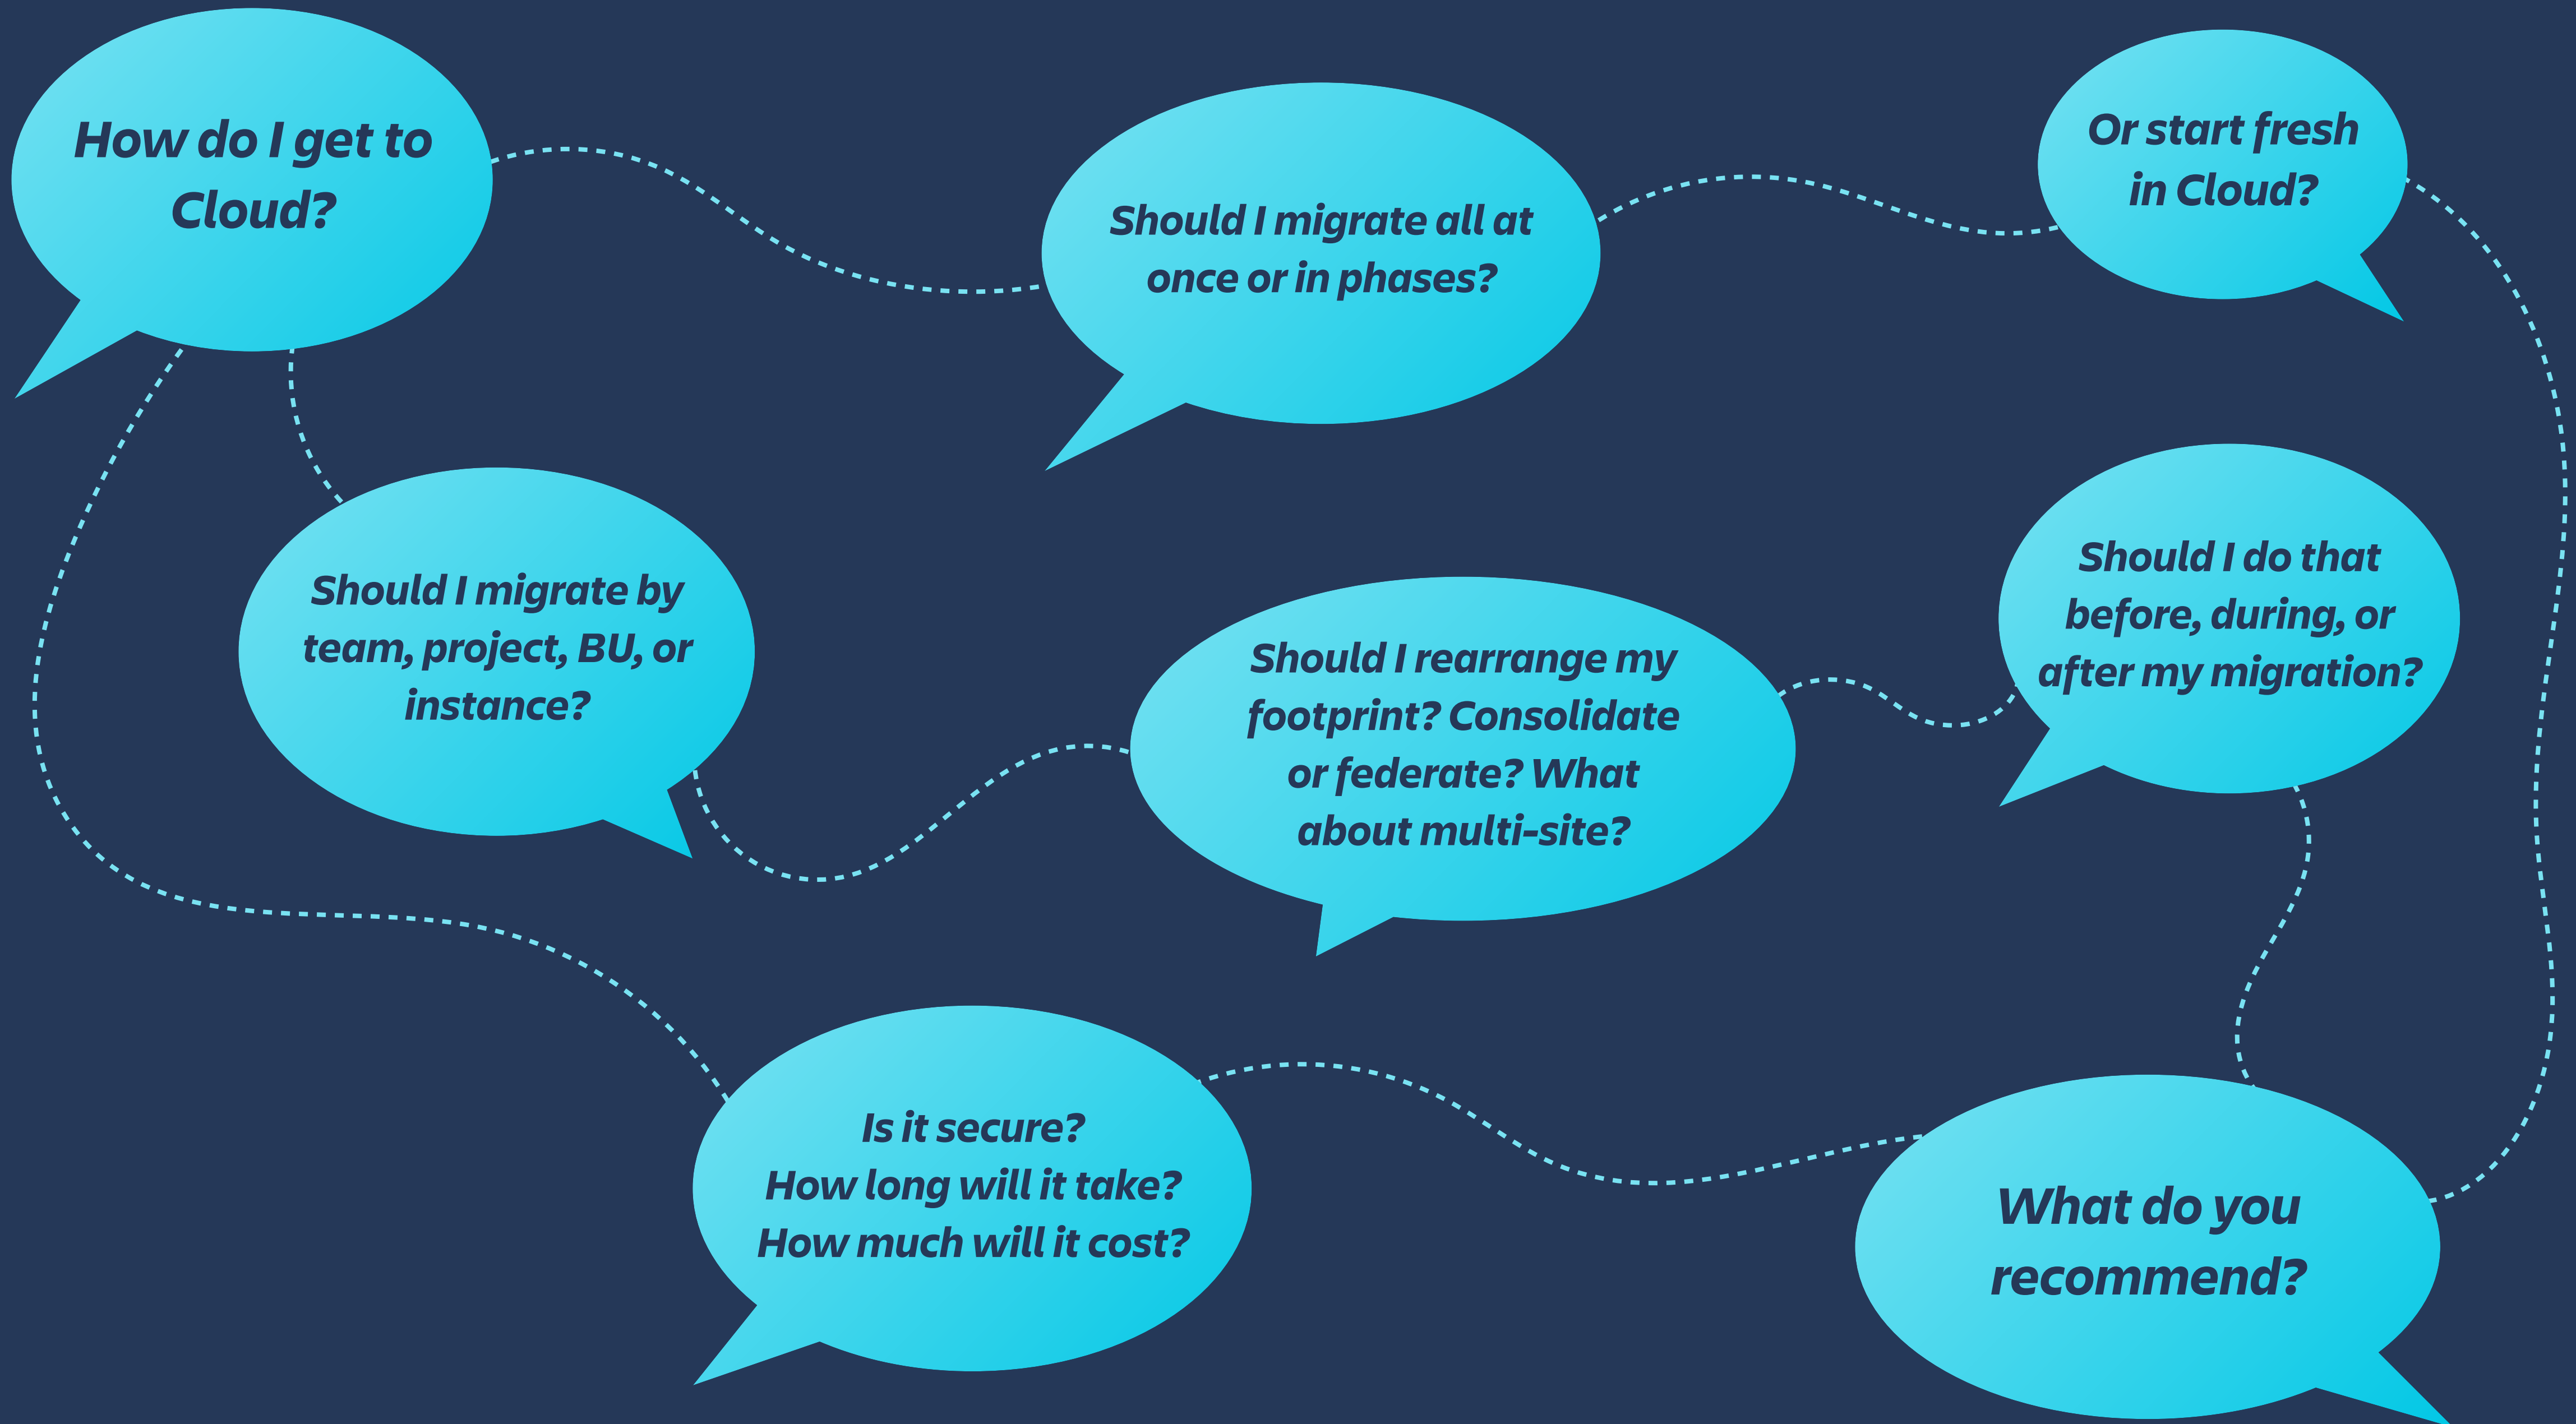 How do I get to
Cloud?
Should I migrate all at
once or in phases?
Or start fresh
in Cloud?
Should I migrate by
team, project, BU, or
instance?
Should I rearrange my
footprint? Consolidate
or federate? What
about multi-site?
Should I do that
before, during, or
after my migration?
Is it secure?
How long will it take?
How much will it cost?
What do you
recommend?